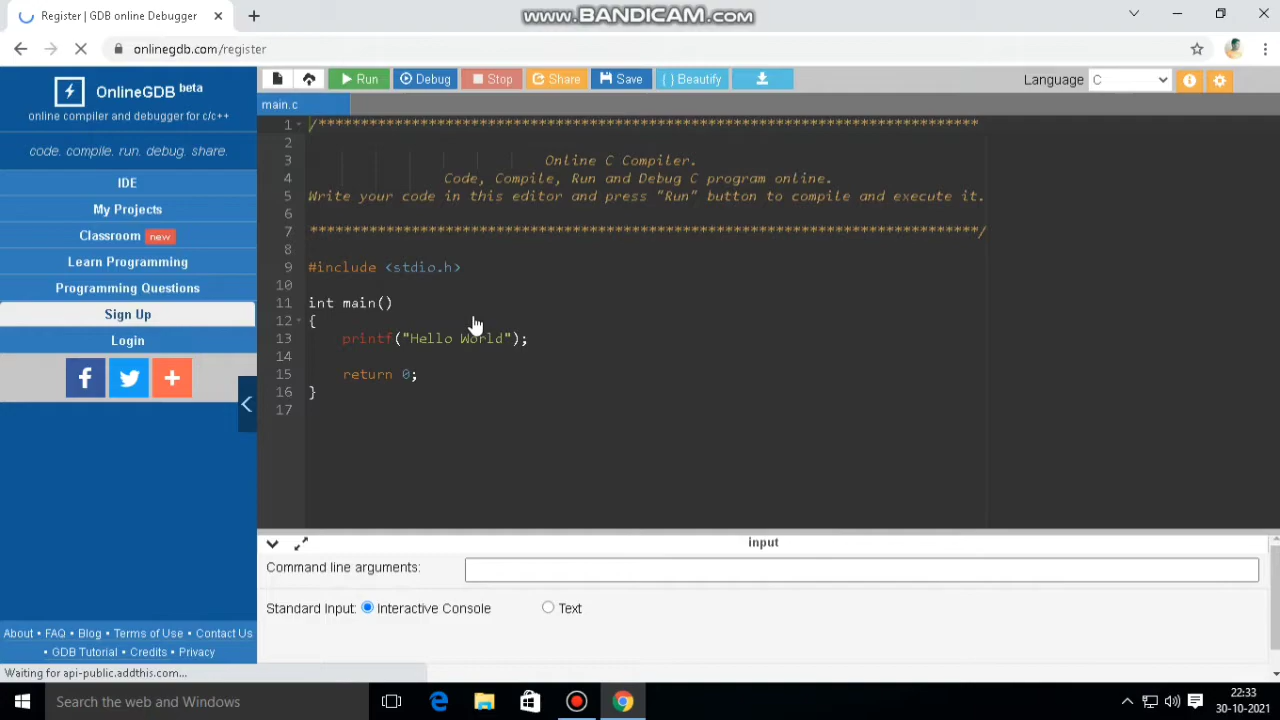 Register | GDB online Debugger
www.BANDICAM.com
onlinegdb.com/register
OnlineGDB beta
online compiler and debugger for c/c++
code. compile. run. debug. share.
IDE
My Projects
Classroom new
Learn Programming
Programming Questions
Sign Up
Login
About • FAQ • Blog • Terms of Use • Contact Us
• GDB Tutorial • Credits • Privacy
Run Debug Stop Share Save { } Beautify
Language C
main.c
1 /******************************************************************************
2
3 Online C Compiler.
4 Code, Compile, Run and Debug C program online.
5 Write your code in this editor and press "Run" button to compile and execute it.
6
7 *******************************************************************************/
8
9 #include <stdio.h>
10
11 int main()
12 {
13 printf("Hello World");
14
15 return 0;
16 }
17
input
Command line arguments:
Standard Input: Interactive Console Text
Waiting for api-public.addthis.com...
Search the web and Windows
22:33
30-10-2021